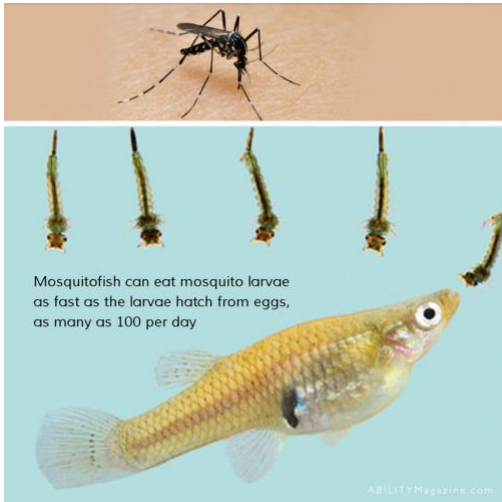 Mosquitofish can eat mosquito larvae
as fast as the larvae hatch from eggs,
as many as 100 per day
ABILITYMagazine.com